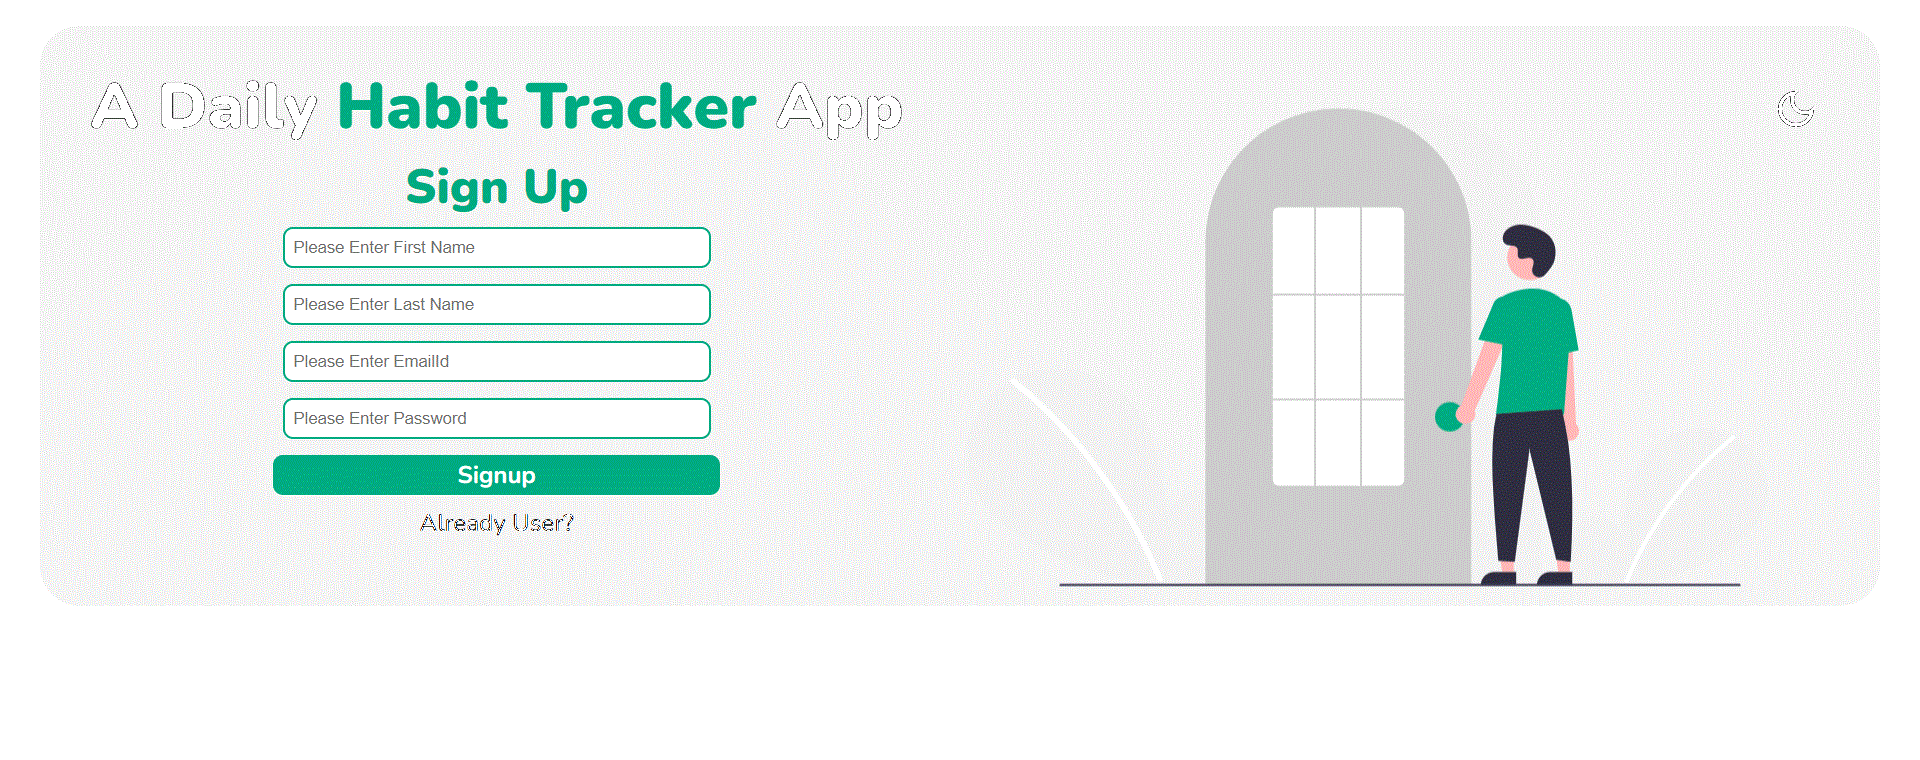 A Daily Habit Tracker App
Sign Up
Please Enter First Name
Please Enter Last Name
Please Enter EmailId
Please Enter Password
Signup
Already User?